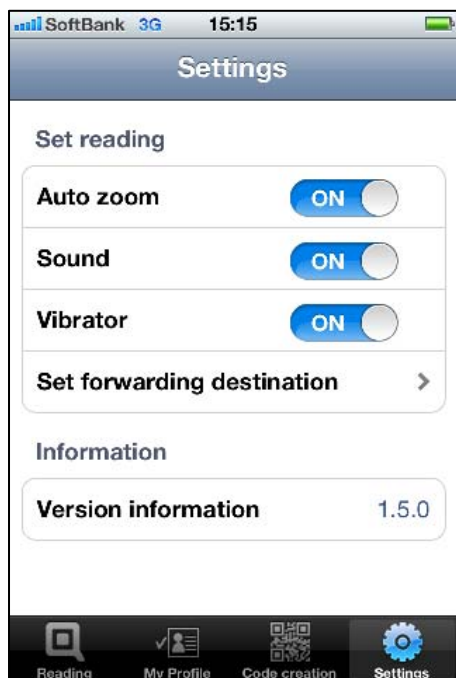 SoftBank 3G 15:15
Settings
Set reading
Auto zoom ON
Sound ON
Vibrator ON
Set forwarding destination
Information
Version information 1.5.0
Reading My Profile Code creation Settings